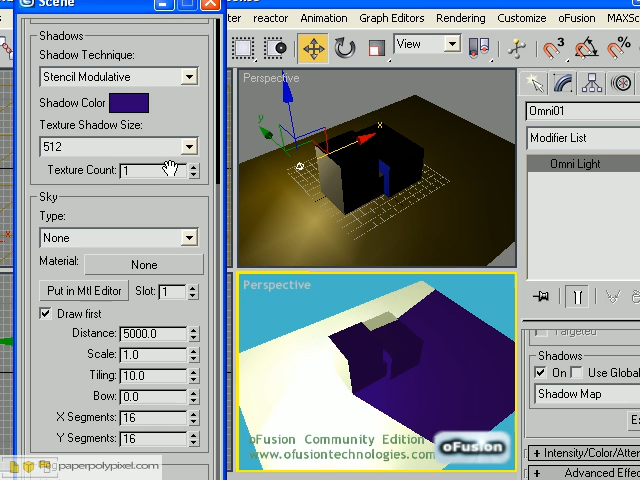 Scene
Shadows
Shadow Technique:
Stencil Modulative
Shadow Color
Texture Shadow Size:
512
Texture Count: 1
Sky
Type:
None
Material: None
Put in Mtl Editor Slot: 1
Draw first
Distance: 5000.0
Scale: 1.0
Tiling: 10.0
Bow: 0.0
X Segments: 16
Y Segments: 16
paperpolypixel.com
reactor Animation Graph Editors Rendering Customize oFusion MAXSc
View
3
Perspective
x
y
Perspective
oFusion Community Edition
www.ofusiontechnologies.com
oFusion
Omni01
Modifier List
Omni Light
Targeted
Shadows
On Use Global
Shadow Map
+ Intensity/Color/Atten
+ Advanced Effe